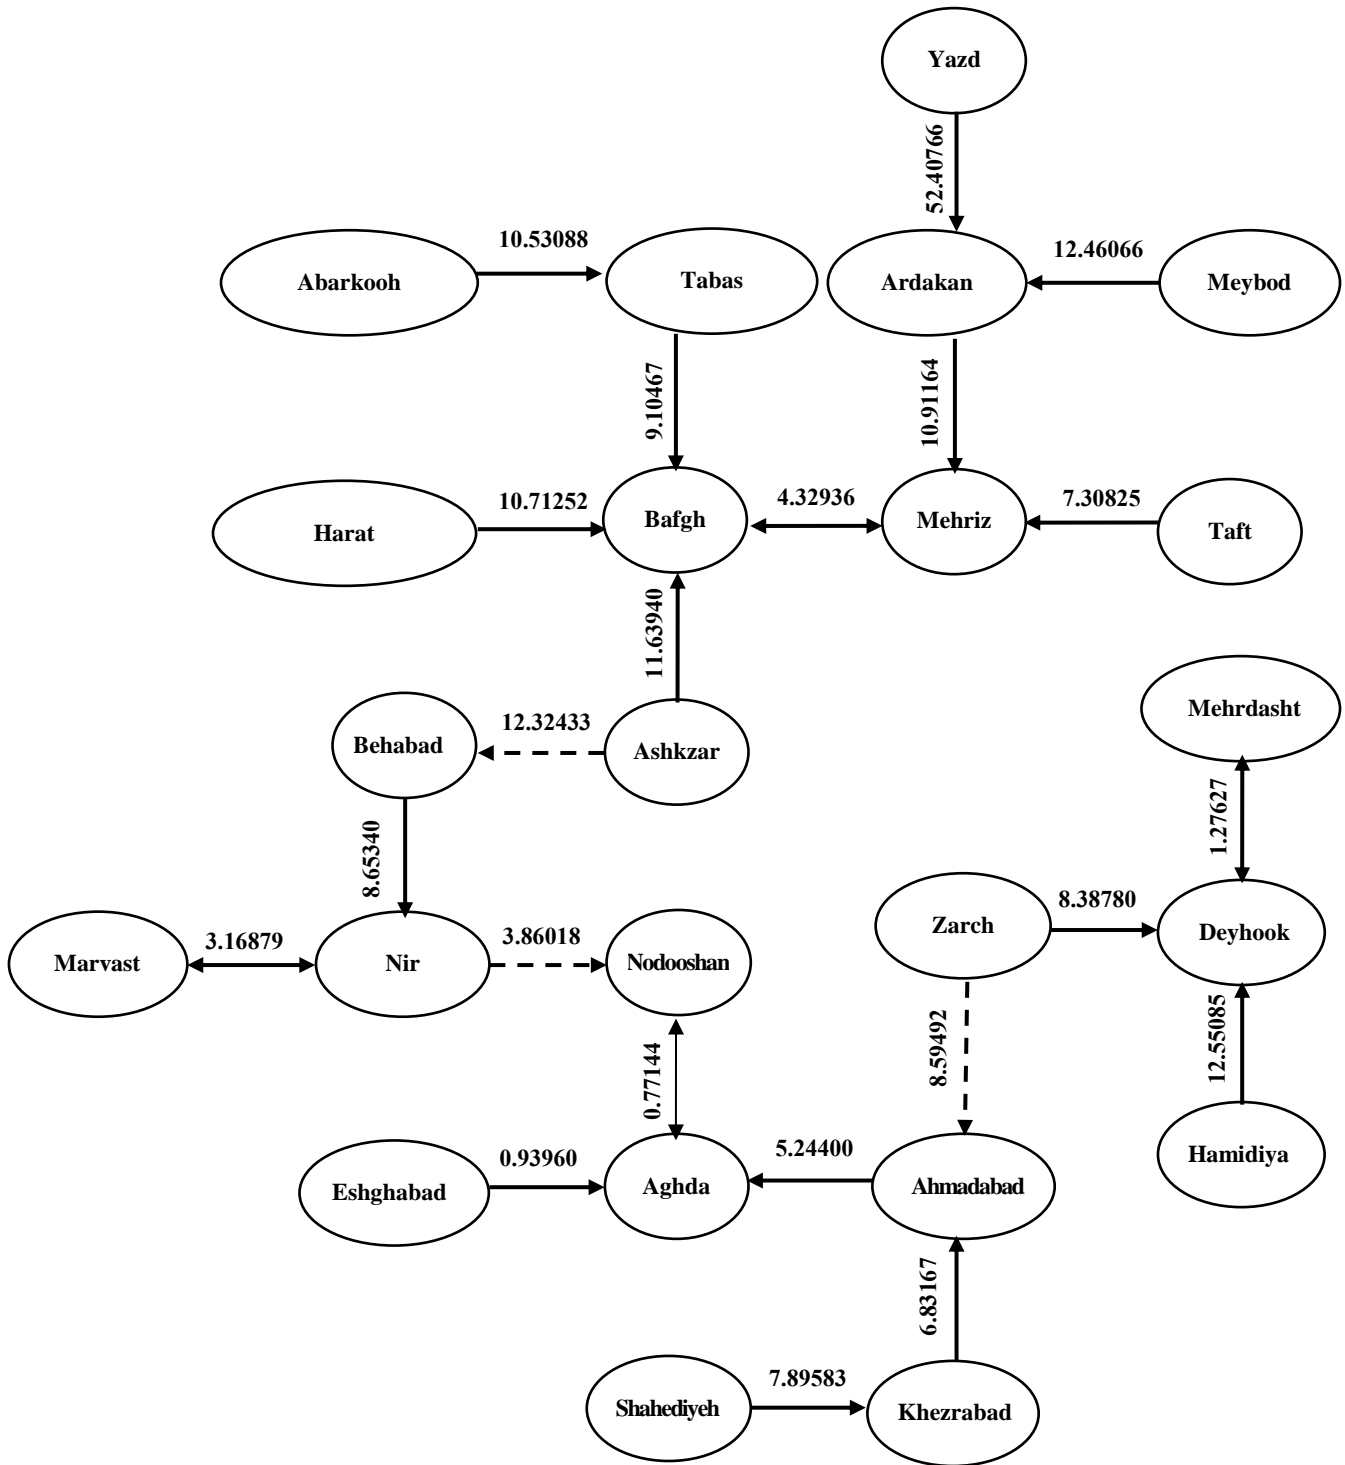 Yazd
52.40766
10.53088
12.46066
Abarkooh
Tabas
Ardakan
Meybod
9.10467
10.91164
10.71252
4.32936
7.30825
Harat
Bafgh
Mehriz
Taft
11.63940
Mehrdasht
12.32433
Behabad
Ashkzar
1.27627
8.65340
Zarch
8.38780
Deyhook
3.16879
3.86018
Marvast
Nir
Nodooshan
8.59492
12.55085
0.77144
0.93960
5.24400
Hamidiya
Eshghabad
Aghda
Ahmadabad
6.83167
7.89583
Shahediyeh
Khezrabad